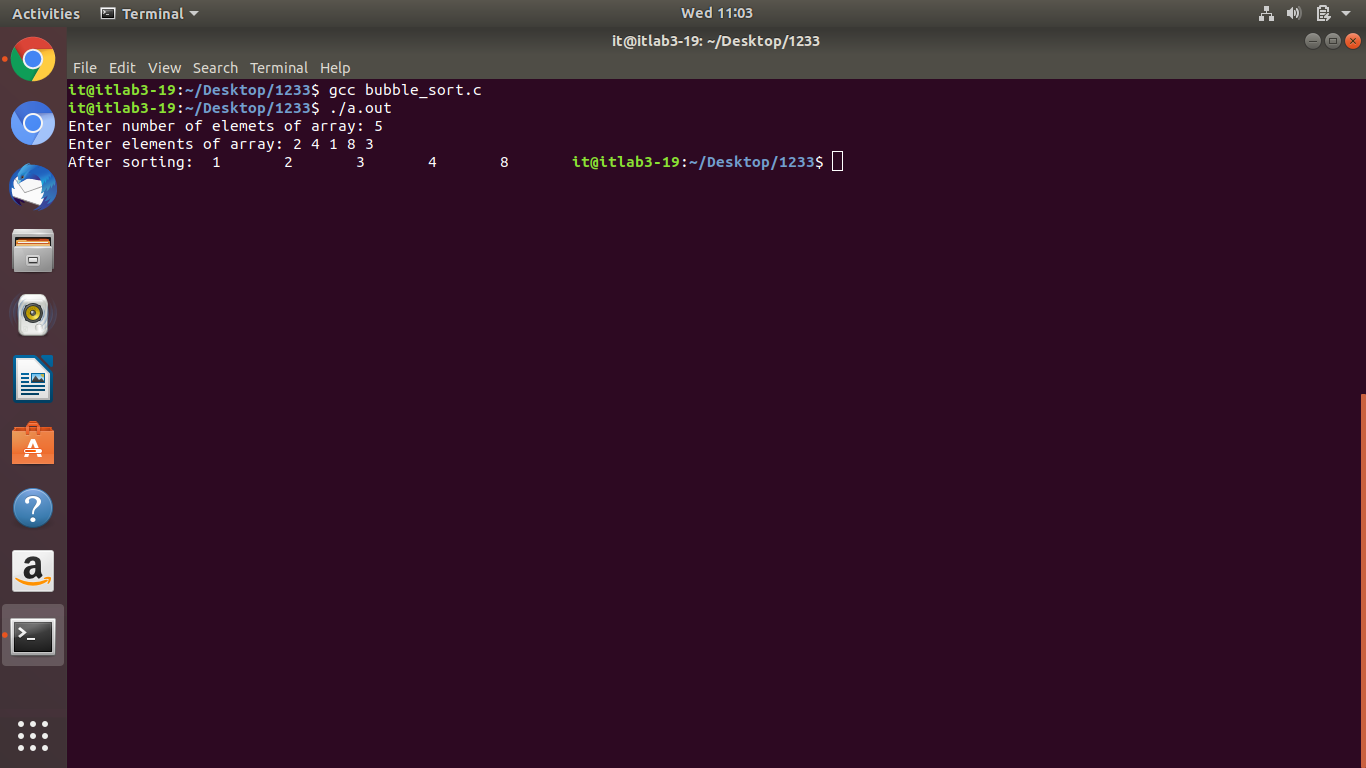 Activities Terminal Wed 11:03
it@itlab3-19: ~/Desktop/1233
File Edit View Search Terminal Help
it@itlab3-19:~/Desktop/1233$ gcc bubble_sort.c
it@itlab3-19:~/Desktop/1233$ ./a.out
Enter number of elemets of array: 5
Enter elements of array: 2 4 1 8 3
After sorting:  1       2       3       4       8       it@itlab3-19:~/Desktop/1233$